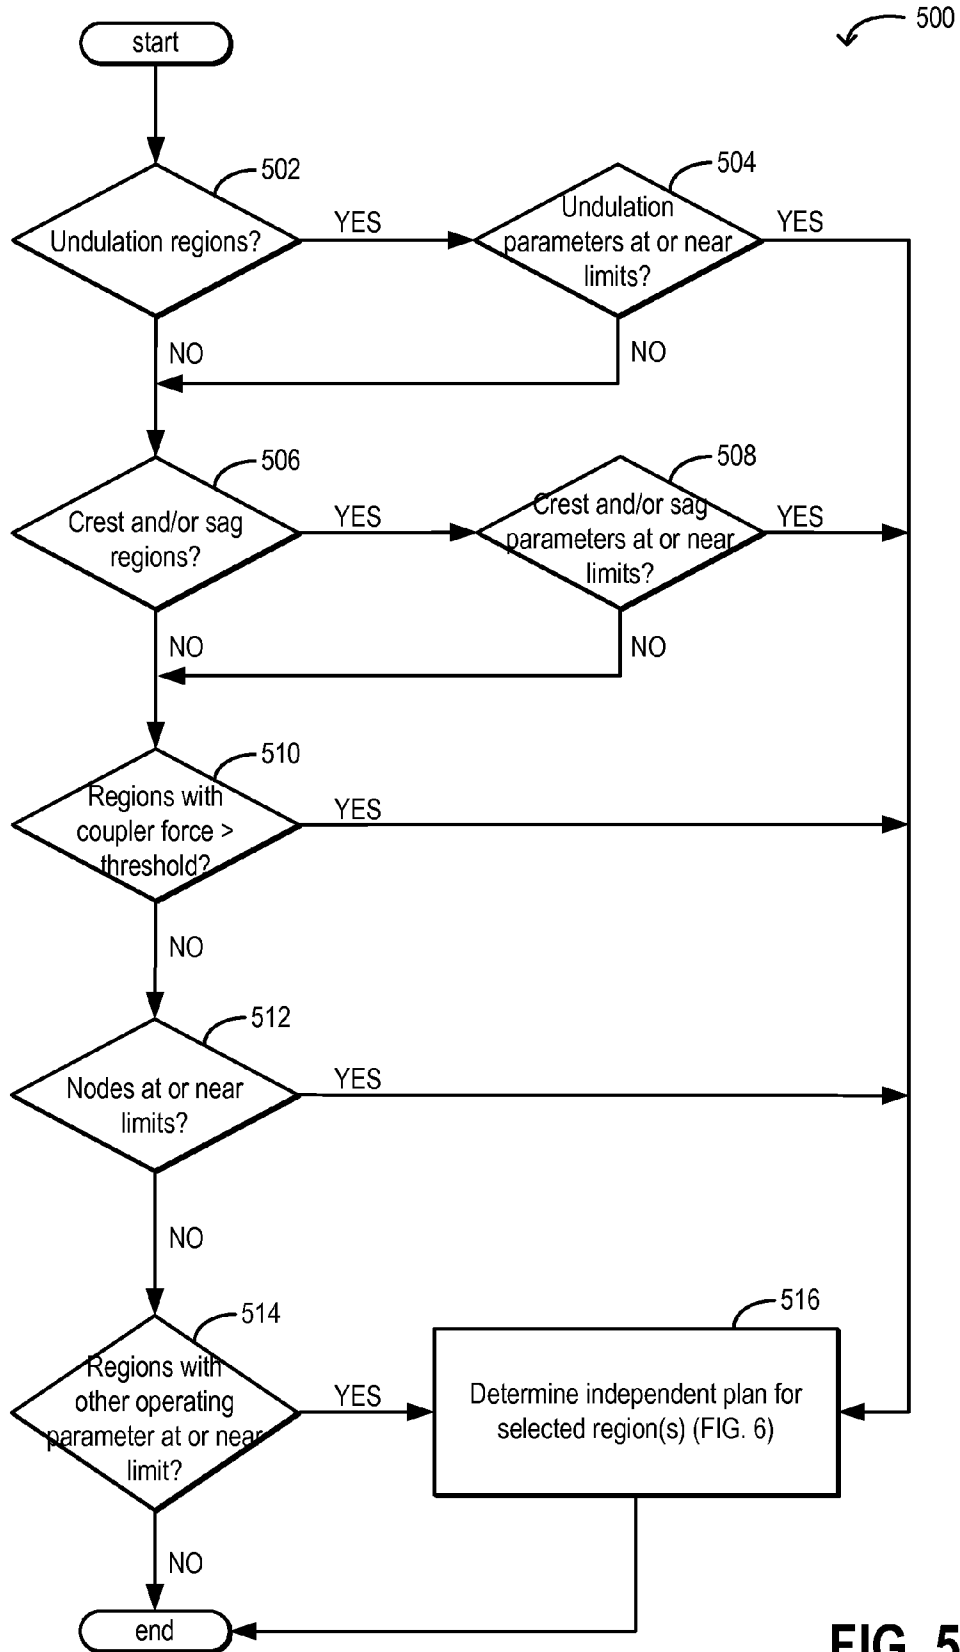 500
start
502
Undulation regions?
YES
504
Undulation
parameters at or near
limits?
YES
NO
NO
506
Crest and/or sag
regions?
YES
508
Crest and/or sag
parameters at or near
limits?
YES
NO
NO
510
Regions with
coupler force >
threshold?
YES
NO
512
Nodes at or near
limits?
YES
NO
514
Regions with
other operating
parameter at or near
limit?
YES
516
Determine independent plan for
selected region(s) (FIG. 6)
NO
end
FIG. 5